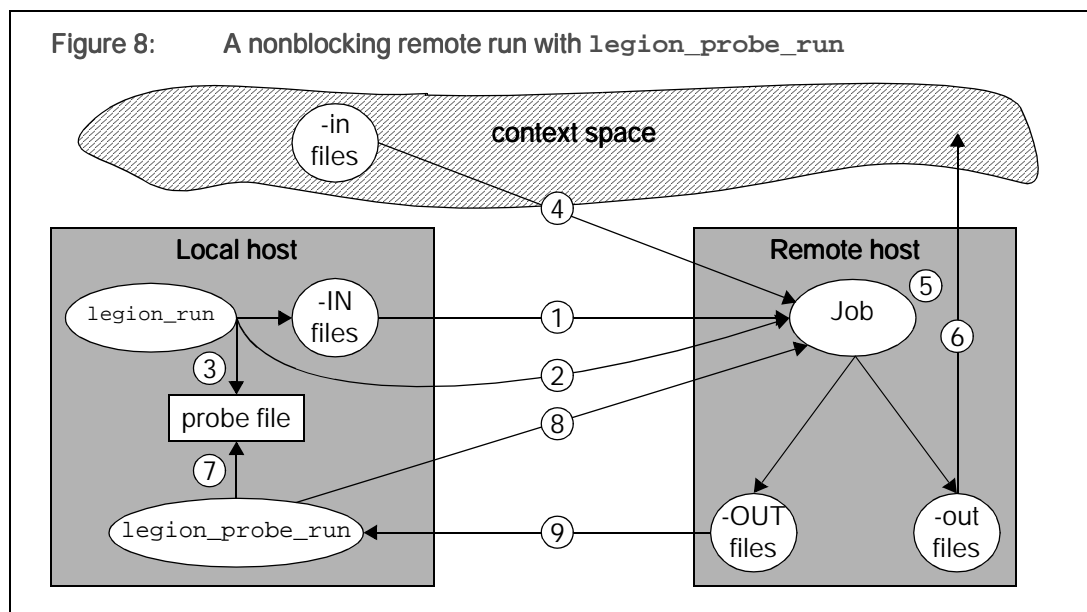 Figure 8: A nonblocking remote run with legion_probe_run
-in
files
context space
4
Local host
Remote host
legion_run
-IN
files
1
Job
5
3
2
6
probe file
8
7
legion_probe_run
9
-OUT
files
-out
files